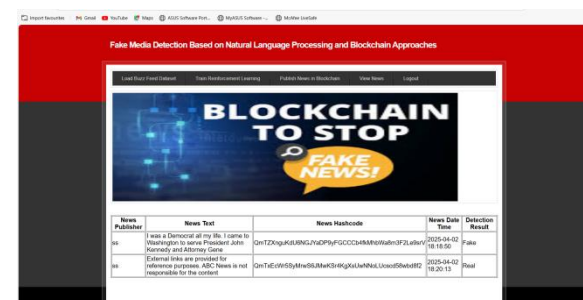 Import favourites Gmail YouTube Maps ASUS Software Port... MyASUS Software -... McAfee LiveSafe
Fake Media Detection Based on Natural Language Processing and Blockchain Approaches
Load Buzz Feed Dataset Train Reinforcement Learning Publish News in Blockchain View News Logout
BLOCKCHAIN
TO STOP
FAKE
NEWS!
News Publisher News Text News Hashcode News Date Time Detection Result
ss
I was a Democrat all my life. I came to
Washington to serve President John
Kennedy and Attorney Gene
2025-04-02
18:18:50
Fake
ss
External links are provided for
reference purposes. ABC News is not
responsible for the content
2025-04-02
18:20:13
Real